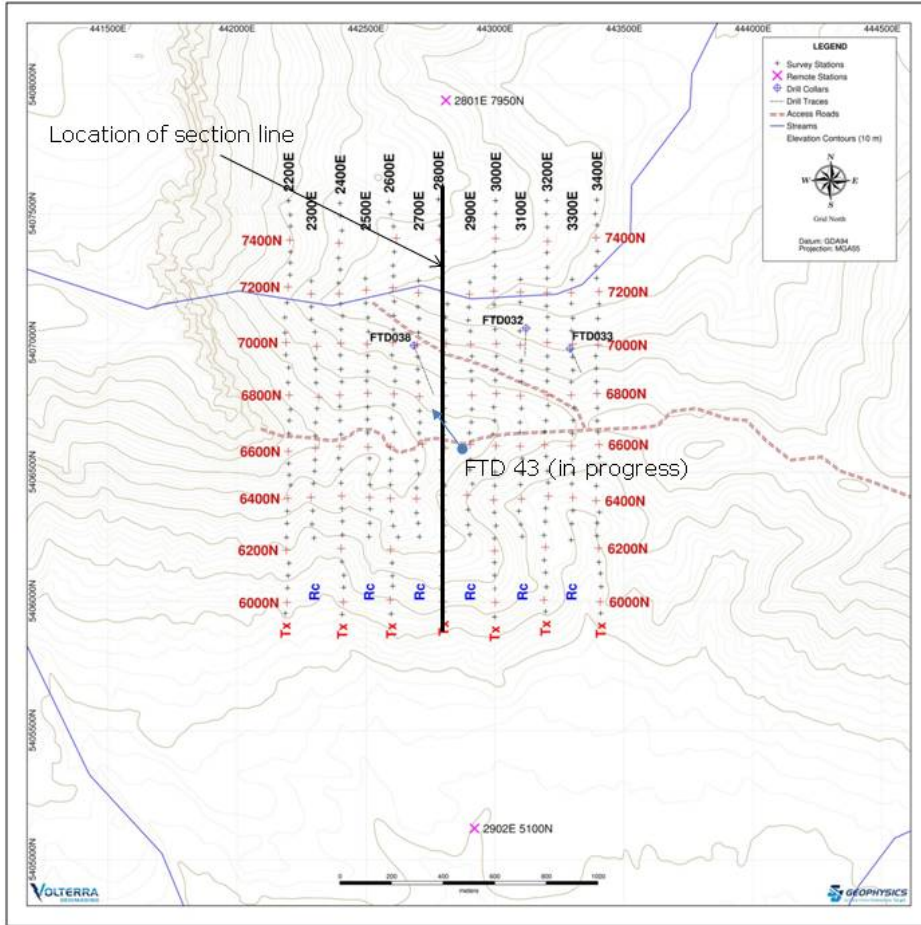 441500E 442000E 442500E 443000E 443500E 444000E 444500E
LEGEND
Survey Stations
Remote Stations
Drill Collars
Drill Traces
Access Roads
Streams
Elevation Contours (10 m)
N
W E
S
Grid North
Datum: GDA94
Projection: MGA55
5408000N
5407500N
5407000N
5406500N
5406000N
5405500N
5405000N
2801E 7950N
Location of section line
2200E
2300E
2400E
2500E
2600E
2700E
2800E
2900E
3000E
3100E
3200E
3300E
3400E
7400N 7400N
7200N 7200N
FTD038 FTD032 FTD033
7000N 7000N
6800N 6800N
6600N 6600N
FTD 43 (in progress)
6400N 6400N
6200N 6200N
6000N 6000N
Rc Rc Rc Rc Rc Rc
Tx Tx Tx Tx Tx Tx Tx
2902E 5100N
0 200 400 600 800 1000
meters
VOLTERRA
GEOPHYSICS